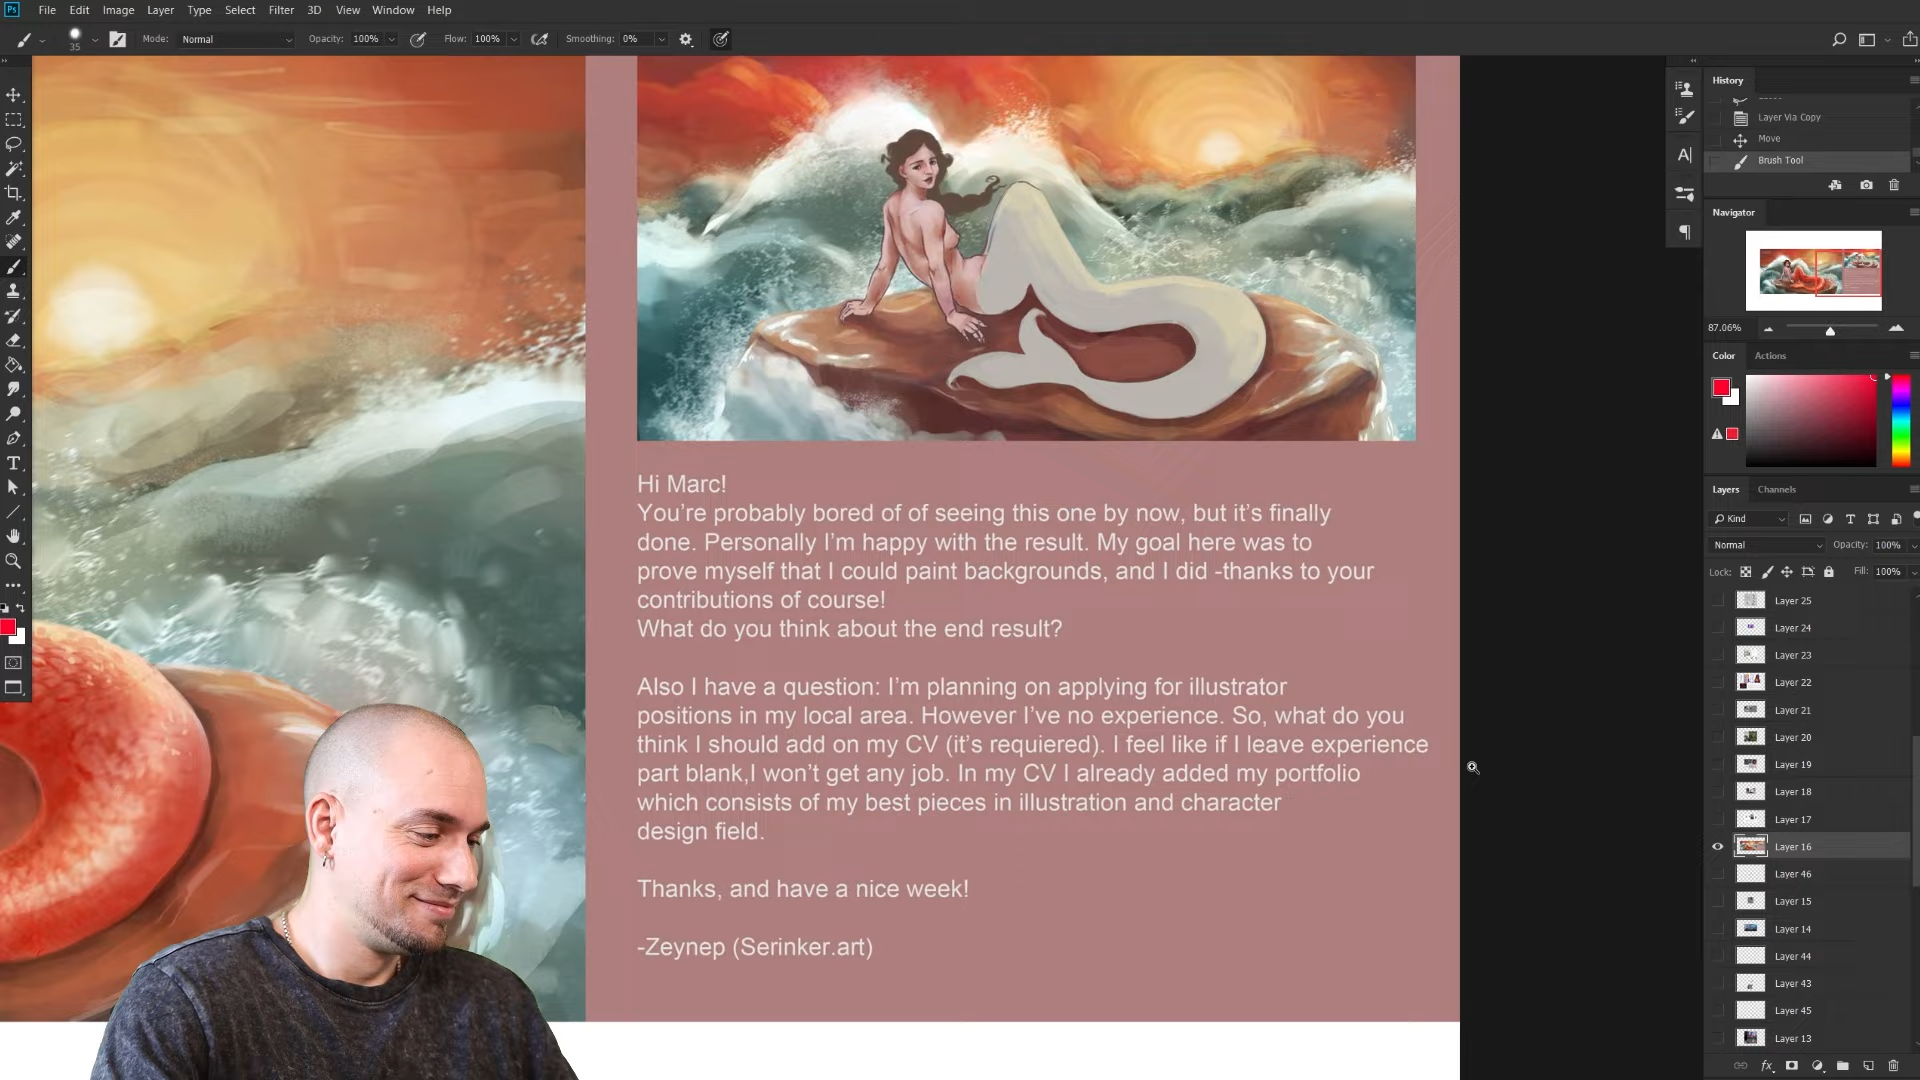 Ps File Edit Image Layer Type Select Filter 3D View Window Help
35 Mode: Normal Opacity: 100% Flow: 100% Smoothing: 0%
History
Layer Via Copy
Move
Brush Tool
Navigator
87.06%
Color Actions
Layers Channels
Kind
Normal Opacity: 100%
Lock: Fill: 100%
Layer 25
Layer 24
Layer 23
Layer 22
Layer 21
Layer 20
Layer 19
Layer 18
Layer 17
Layer 16
Layer 46
Layer 15
Layer 14
Layer 44
Layer 43
Layer 45
Layer 13
fx
Hi Marc!
You're probably bored of of seeing this one by now, but it's finally
done. Personally I'm happy with the result. My goal here was to
prove myself that I could paint backgrounds, and I did -thanks to your
contributions of course!
What do you think about the end result?
Also I have a question: I'm planning on applying for illustrator
positions in my local area. However I've no experience. So, what do you
think I should add on my CV (it's requiered). I feel like if I leave experience
part blank,I won't get any job. In my CV I already added my portfolio
which consists of my best pieces in illustration and character
design field.
Thanks, and have a nice week!
-Zeynep (Serinker.art)